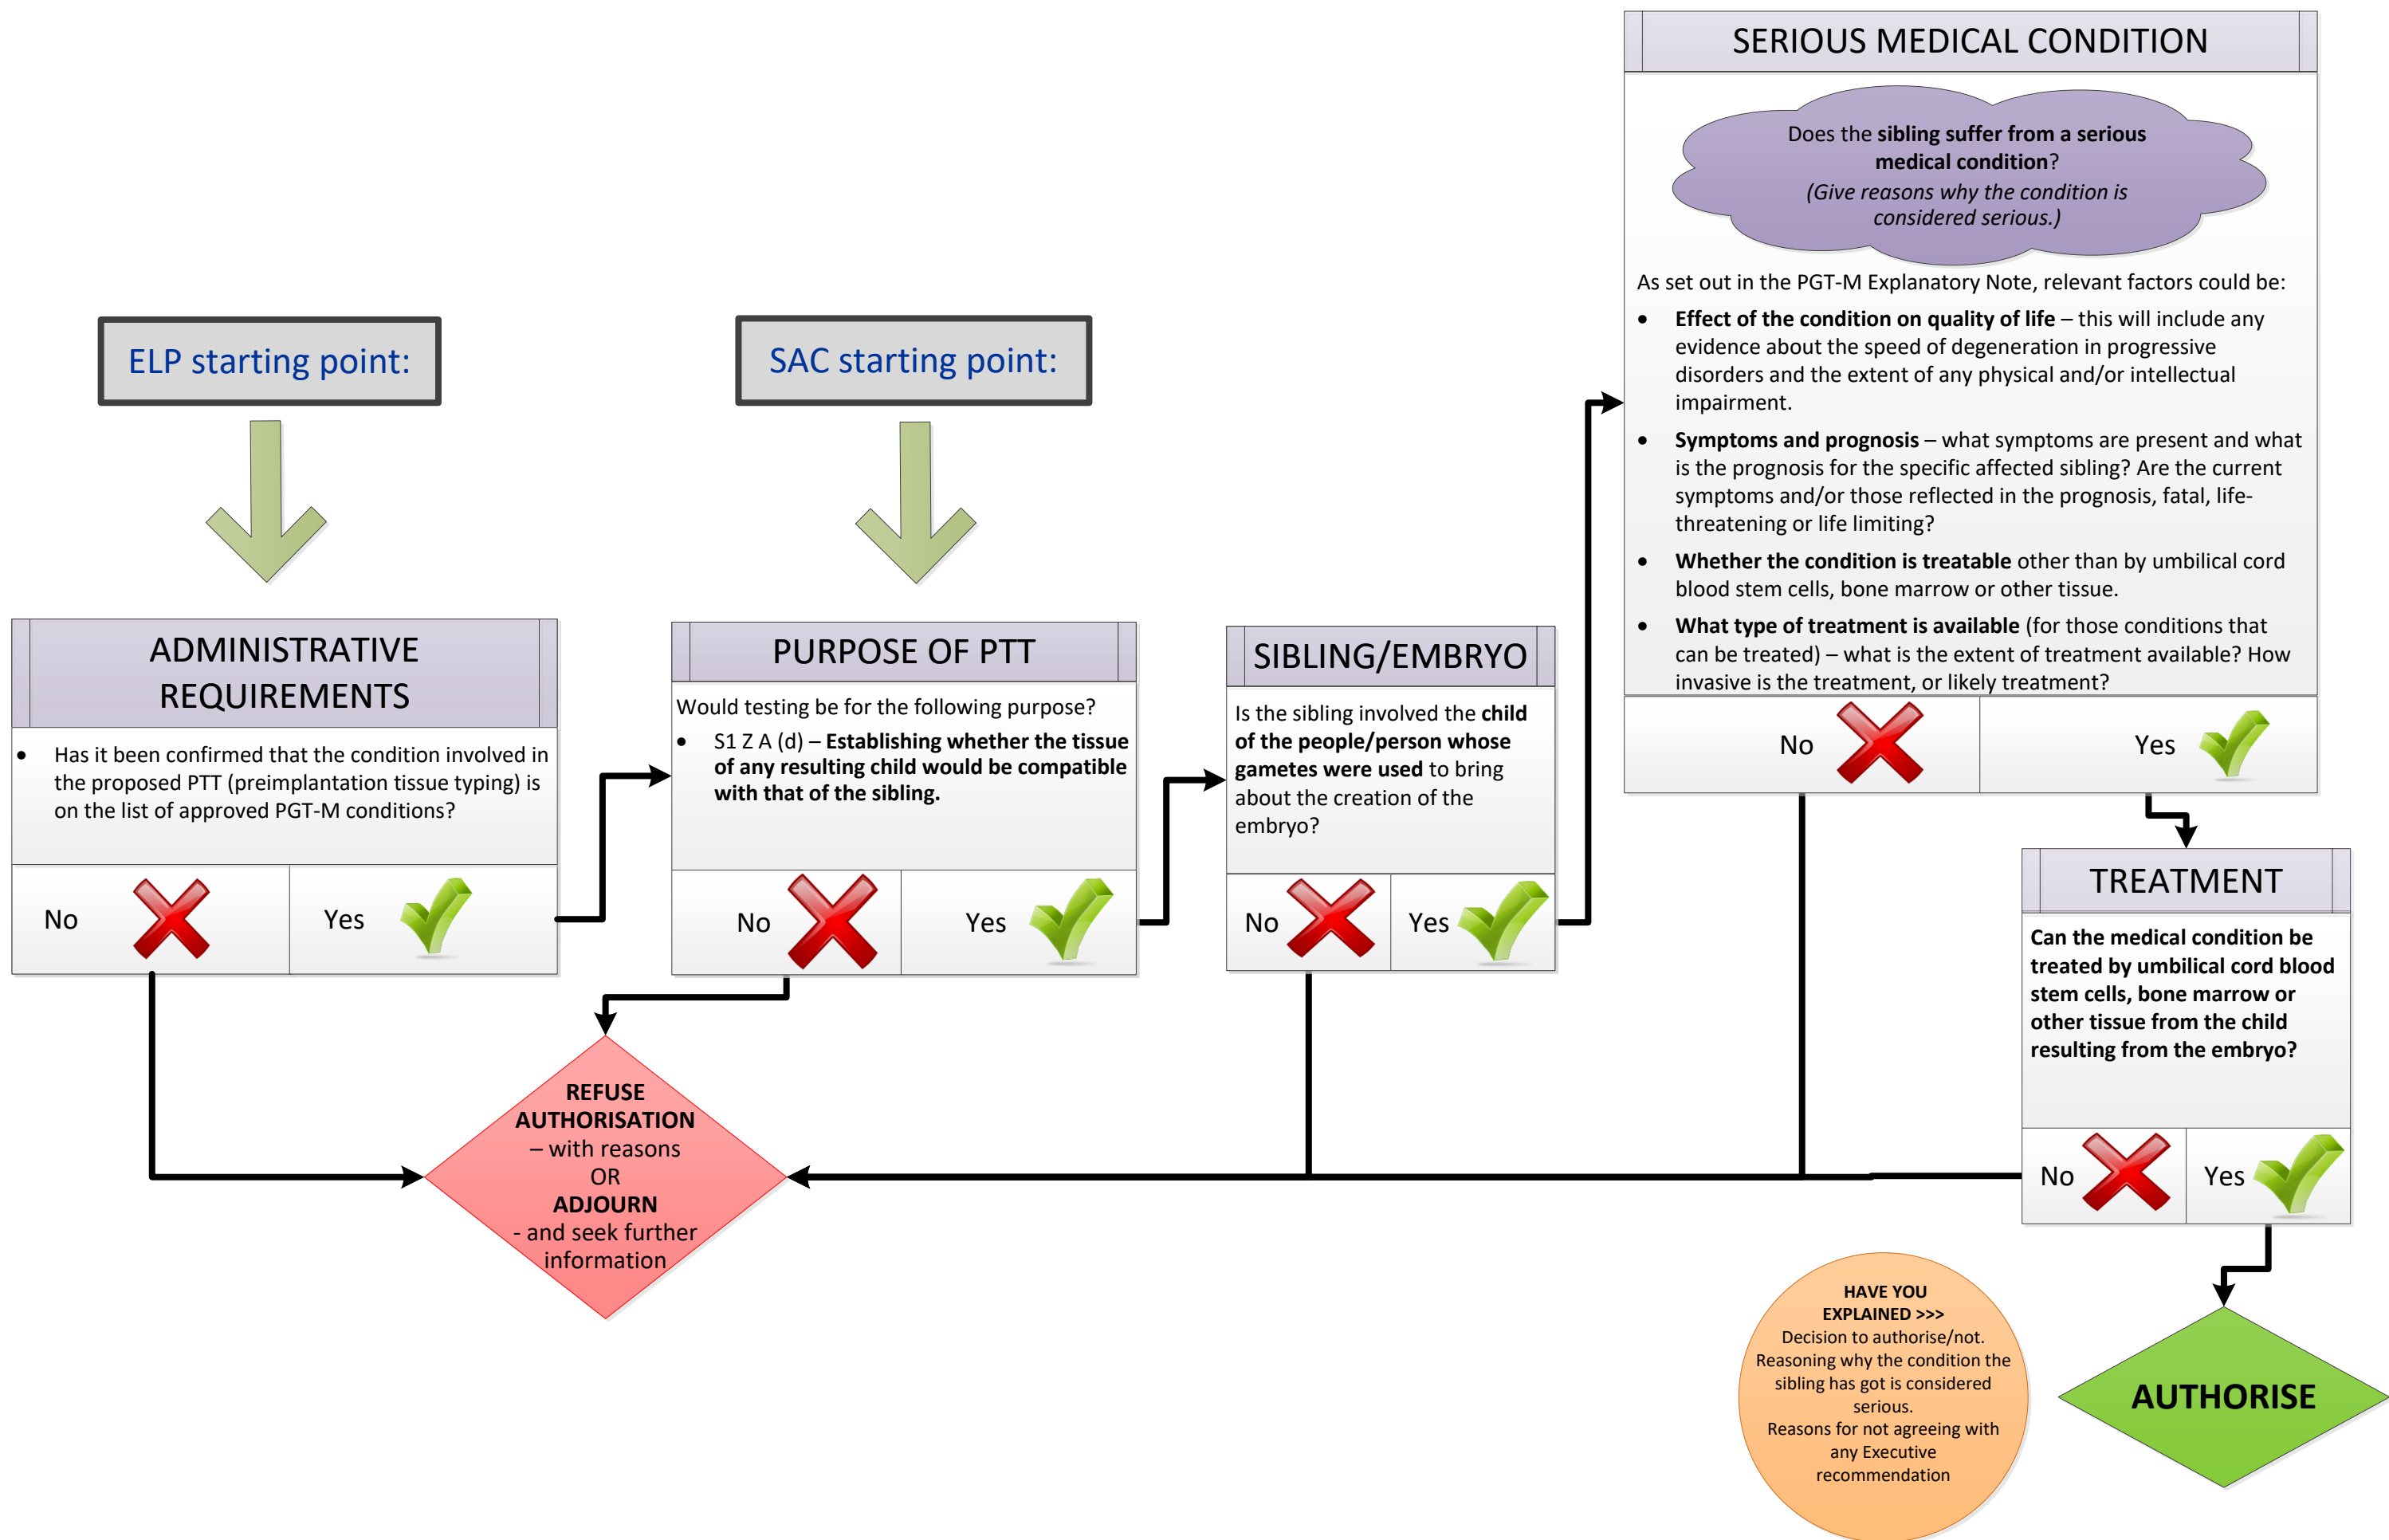 ELP starting point:
SAC starting point:
ADMINISTRATIVE
REQUIREMENTS
• Has it been confirmed that the condition involved in
the proposed PTT (preimplantation tissue typing) is
on the list of approved PGT-M conditions?
No
Yes
PURPOSE OF PTT
Would testing be for the following purpose?
• S1 Z A (d) – Establishing whether the tissue
of any resulting child would be compatible
with that of the sibling.
No
Yes
SIBLING/EMBRYO
Is the sibling involved the child
of the people/person whose
gametes were used to bring
about the creation of the
embryo?
No
Yes
SERIOUS MEDICAL CONDITION
Does the sibling suffer from a serious
medical condition?
(Give reasons why the condition is
considered serious.)
As set out in the PGT-M Explanatory Note, relevant factors could be:
• Effect of the condition on quality of life – this will include any
evidence about the speed of degeneration in progressive
disorders and the extent of any physical and/or intellectual
impairment.
• Symptoms and prognosis – what symptoms are present and what
is the prognosis for the specific affected sibling? Are the current
symptoms and/or those reflected in the prognosis, fatal, life-
threatening or life limiting?
• Whether the condition is treatable other than by umbilical cord
blood stem cells, bone marrow or other tissue.
• What type of treatment is available (for those conditions that
can be treated) – what is the extent of treatment available? How
invasive is the treatment, or likely treatment?
No
Yes
TREATMENT
Can the medical condition be
treated by umbilical cord blood
stem cells, bone marrow or
other tissue from the child
resulting from the embryo?
No
Yes
REFUSE
AUTHORISATION
– with reasons
OR
ADJOURN
- and seek further
information
HAVE YOU
EXPLAINED >>>
Decision to authorise/not.
Reasoning why the condition the
sibling has got is considered
serious.
Reasons for not agreeing with
any Executive
recommendation
AUTHORISE